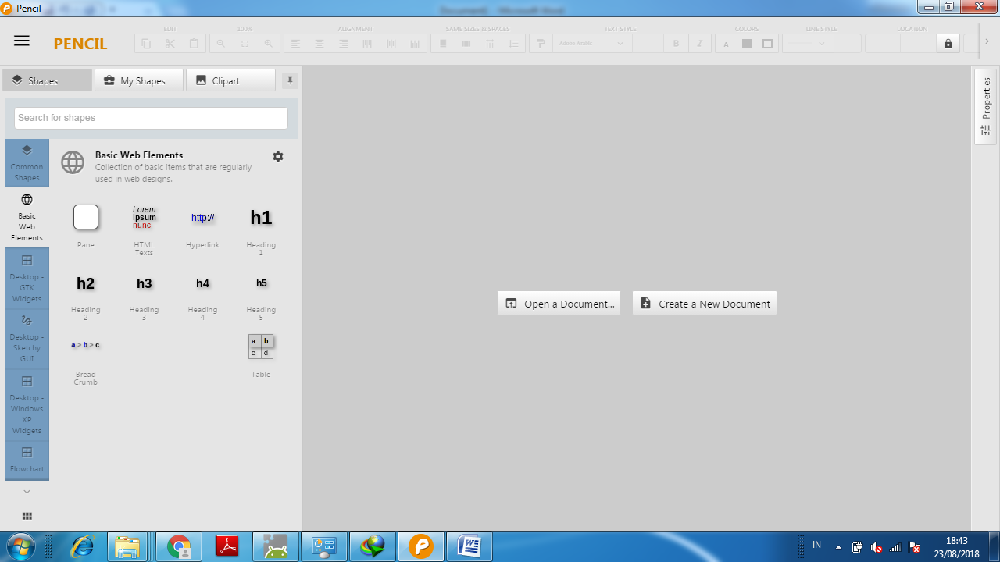 Pencil
PENCIL
EDIT
100%
ALIGNMENT
SAME SIZES & SPACES
TEXT STYLE
COLORS
LINE STYLE
LOCATION
Adobe Arabic
B
I
A
Shapes
My Shapes
Clipart
Properties
Search for shapes
Common
Shapes
Basic
Web
Elements
Desktop -
GTK
Widgets
Desktop -
Sketchy
GUI
Desktop -
Windows
XP
Widgets
Flowchart
Basic Web Elements
Collection of basic items that are regularly
used in web designs.
Lorem
ipsum
nunc
http://
h1
Pane
HTML
Texts
Hyperlink
Heading
1
h2
h3
h4
h5
Heading
2
Heading
3
Heading
4
Heading
5
a > b > c
a b
c d
Bread
Crumb
Table
Open a Document...
Create a New Document
IN
18:43
23/08/2018